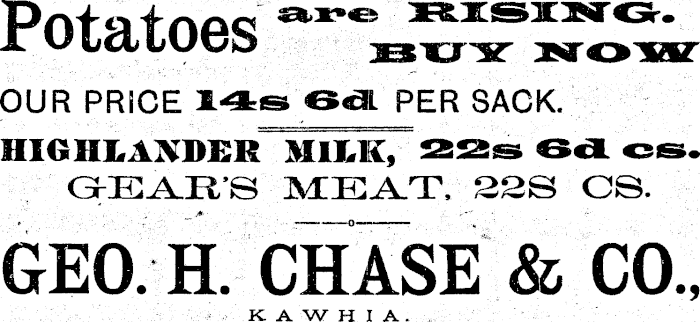 Potatoes are RISING.
BUY NOW
OUR PRICE 14s 6d PER SACK.
HIGHLANDER MILK, 22s 6d cs.
GEAR'S MEAT, 22S CS.
GEO. H. CHASE & CO.,
KAWHIA.